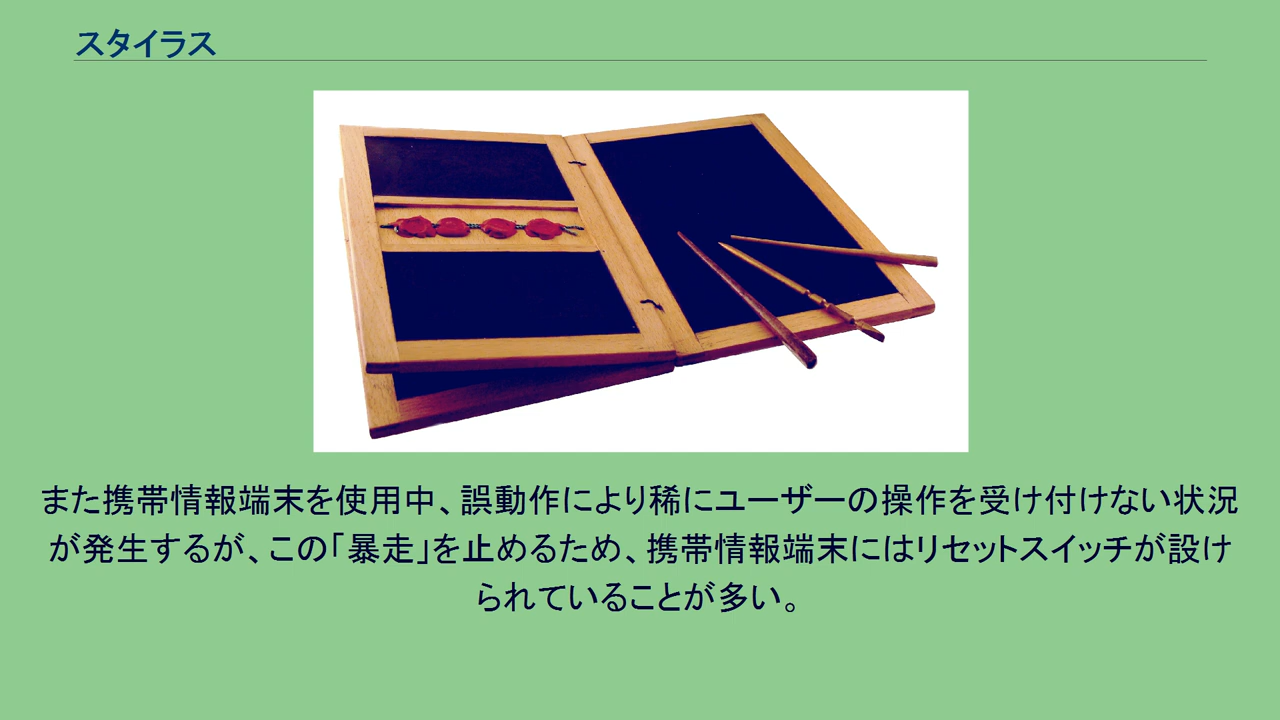 スタイラス
また携帯情報端末を使用中、誤動作により稀にユーザーの操作を受け付けない状況
が発生するが、この「暴走」を止めるため、携帯情報端末にはリセットスイッチが設け
られていることが多い。